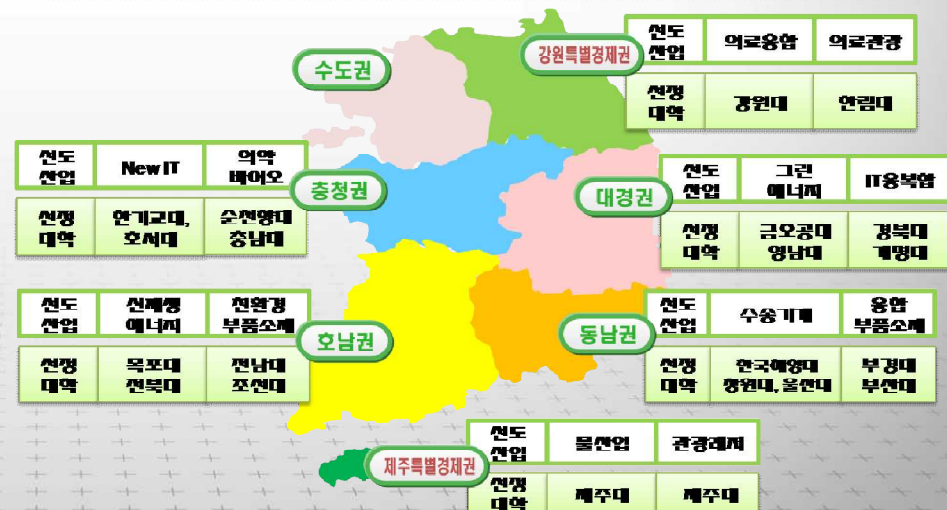 수도권
강원특별경제권
선도
산업
의료융합
의료관광
선정
대학
강원대
한림대
충청권
선도
산업
New IT
의약
바이오
선정
대학
한기교대,
호서대
순천향대
충남대
대경권
선도
산업
그린
에너지
IT융복합
선정
대학
금오공대
영남대
경북대
계명대
호남권
선도
산업
신재생
에너지
친환경
부품소재
선정
대학
목포대
전북대
전남대
조선대
동남권
선도
산업
수송기계
융합
부품소재
선정
대학
한국해양대
창원대, 울산대
부경대
부산대
제주특별경제권
선도
산업
물산업
관광레저
선정
대학
제주대
제주대